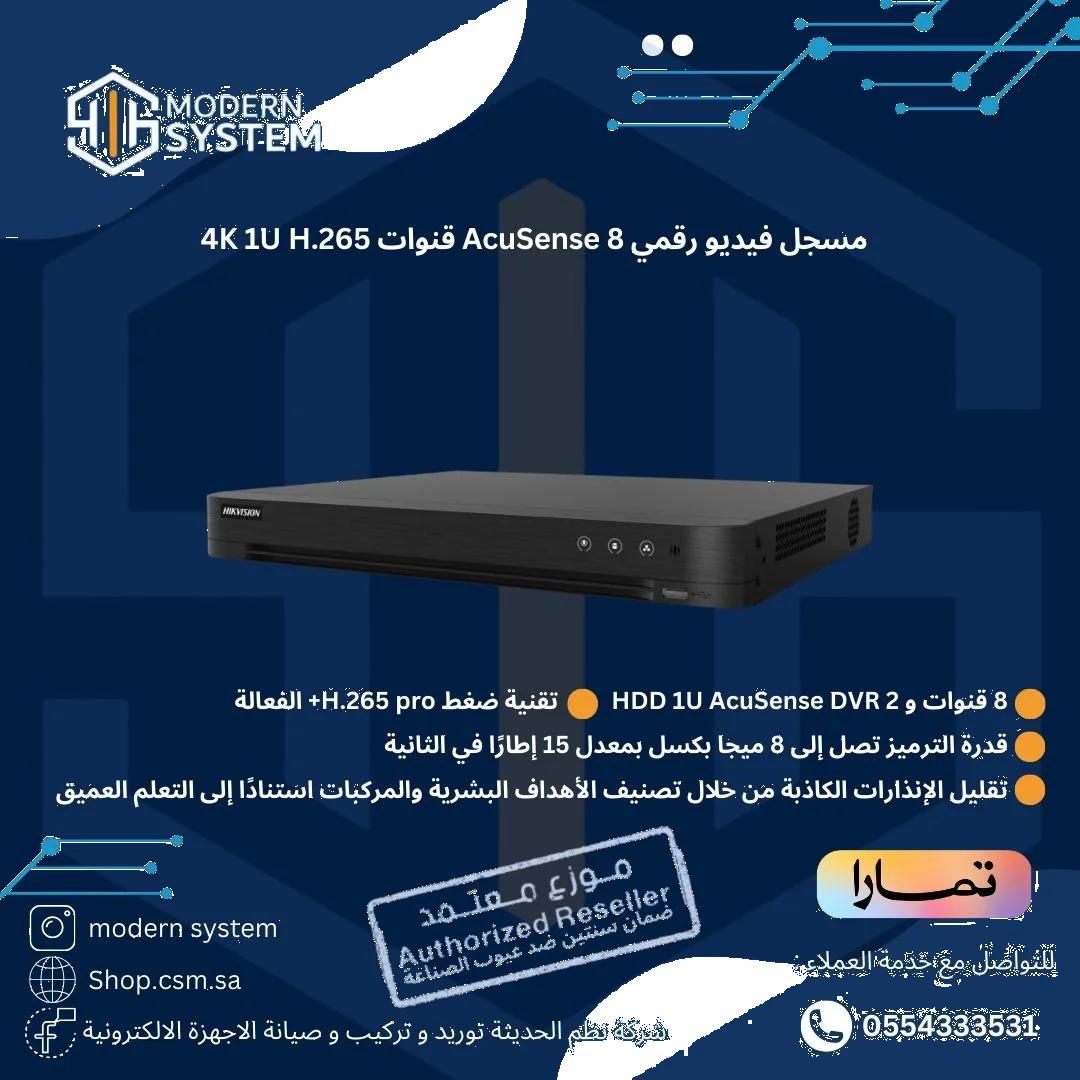 MODERN
SYSTEM
مسجل فيديو رقمي AcuSense 8 قنوات 4K 1U H.265
HIKVISION
8 قنوات و 2 HDD 1U AcuSense DVR
تقنية ضغط H.265 pro+ الفعالة
قدرة الترميز تصل إلى 8 ميجا بكسل بمعدل 15 إطارًا في الثانية
تقليل الإنذارات الكاذبة من خلال تصنيف الأهداف البشرية والمركبات استنادًا إلى التعلم العميق
موزع معتمد
Authorized Reseller
ضمان سنتين ضد عيوب الصناعة
تمارا
modern system
Shop.csm.sa
شركة نظم الحديثة توريد و تركيب و صيانة الاجهزة الالكترونية
للتواصل مع خدمة العملاء:
0554333531